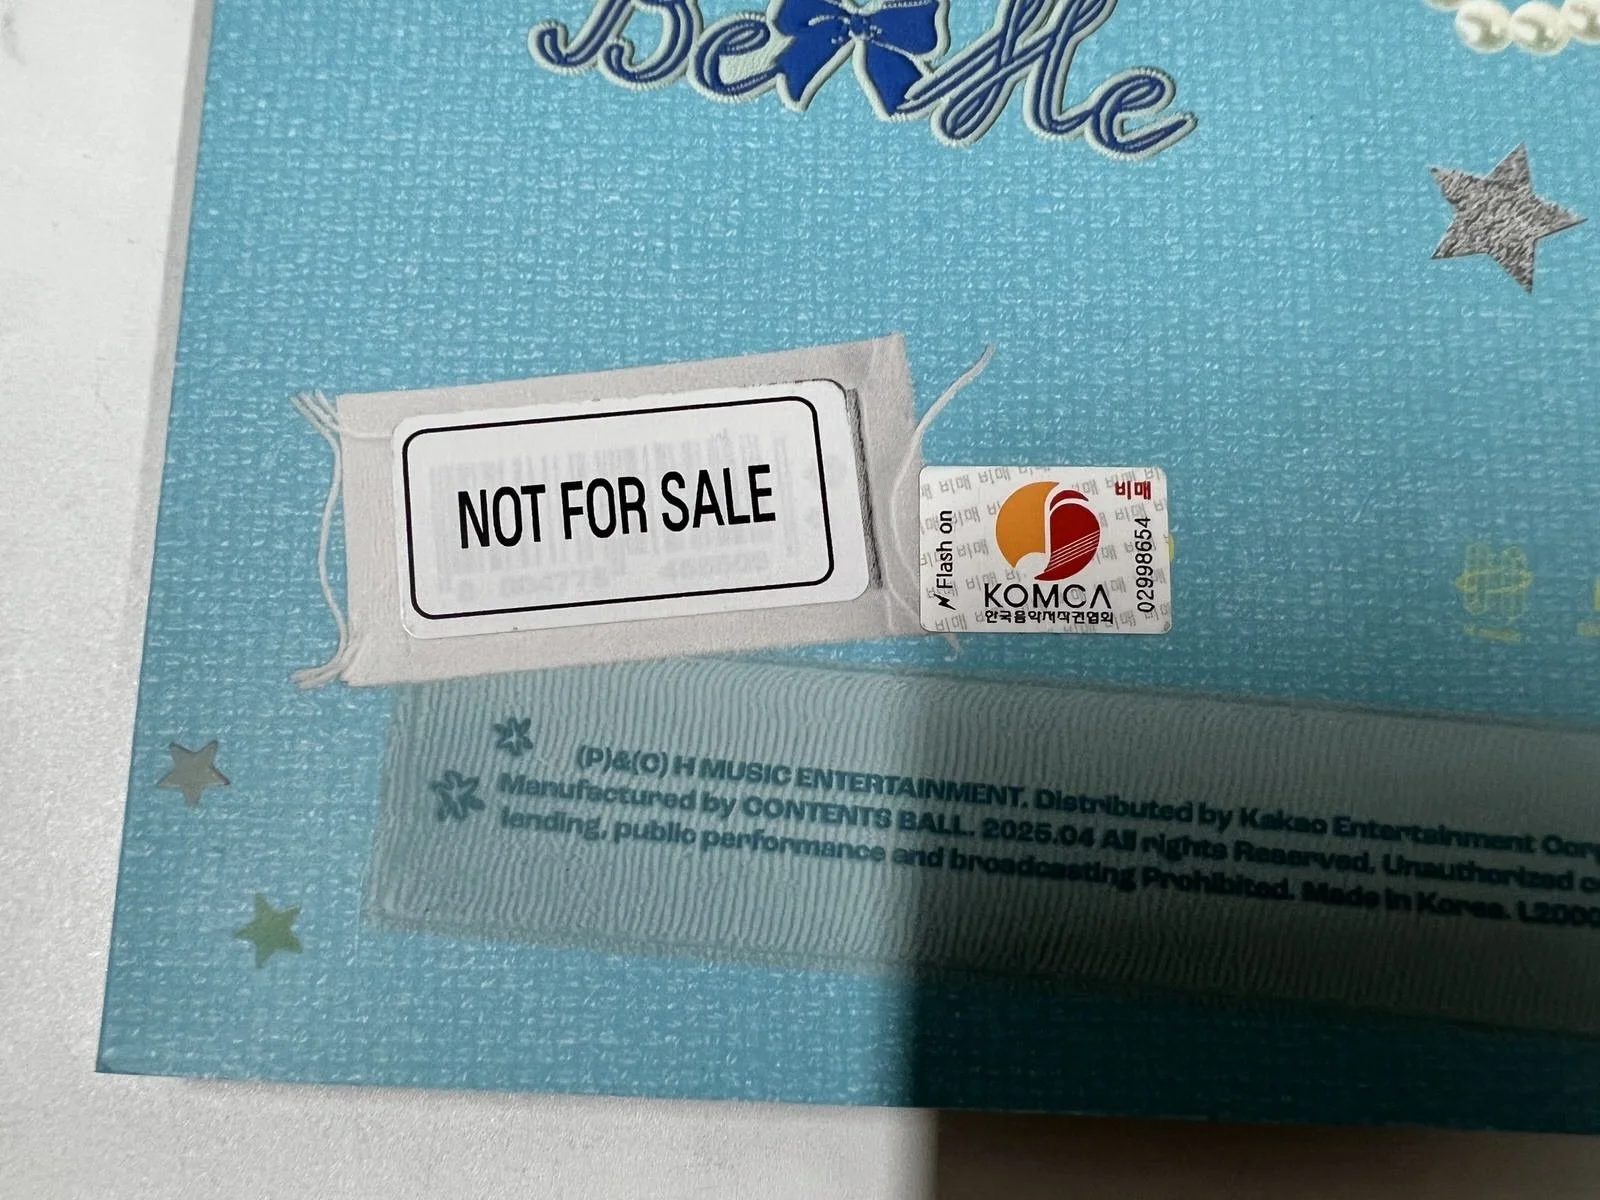 Be He
NOT FOR SALE
Flash on
비매
02998654
KOMCA
한국음악저작권협회
(P)&(C) H MUSIC ENTERTAINMENT. Distributed by Kakao Entertainment
Manufactured by CONTENTS BALL. 2025.04 All rights Reserved. Unauthorized
lending, public performance and broadcasting Prohibited. Made in Korea.